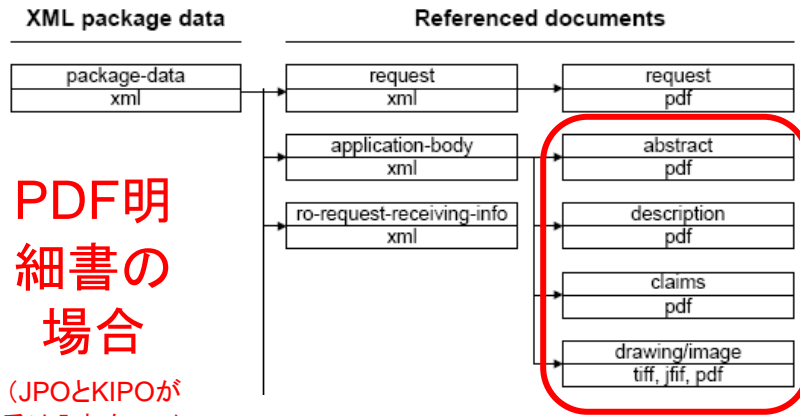 XML package data
Referenced documents
package-data
xml
request
xml
request
pdf
application-body
xml
abstract
pdf
ro-request-receiving-info
xml
description
pdf
claims
pdf
drawing/image
tiff, jfif, pdf
PDF明
細書の
場合
(JPOとKIPOが